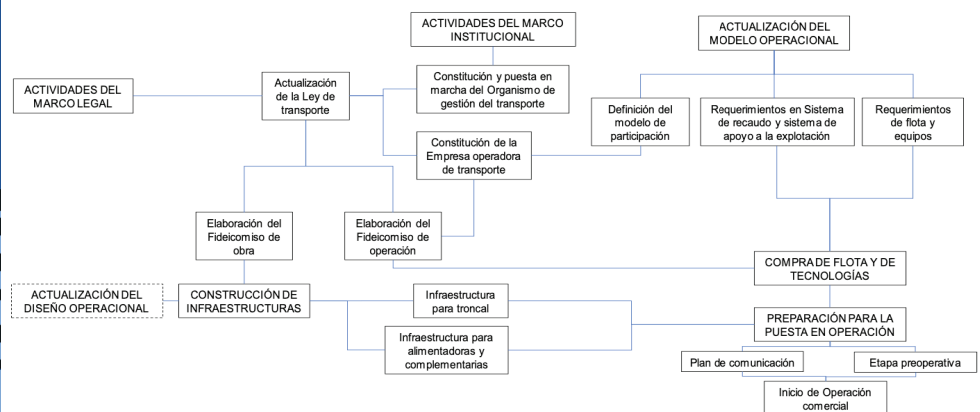 ACTIVIDADES DEL MARCO
INSTITUCIONAL
ACTUALIZACIÓN DEL
MODELO OPERACIONAL
ACTIVIDADES DEL
MARCO LEGAL
Actualización
de la Ley de
transporte
Constitución y puesta en
marcha del Organismo de
gestión del transporte
Definición del
modelo de
participación
Requerimientos en Sistema
de recaudo y sistema de
apoyo a la explotación
Requerimientos
de flota y
equipos
Constitución de la
Empresa operadora
de transporte
Elaboración del
Fideicomiso de
obra
Elaboración del
Fideicomiso de
operación
COMPRA DE FLOTA Y DE
TECNOLOGÍAS
ACTUALIZACIÓN DEL
DISEÑO OPERACIONAL
CONSTRUCCIÓN DE
INFRAESTRUCTURAS
Infraestructura
para troncal
PREPARACIÓN PARA LA
PUESTA EN OPERACIÓN
Infraestructura para
alimentadoras y
complementarias
Plan de comunicación
Etapa preoperativa
Inicio de Operación
comercial